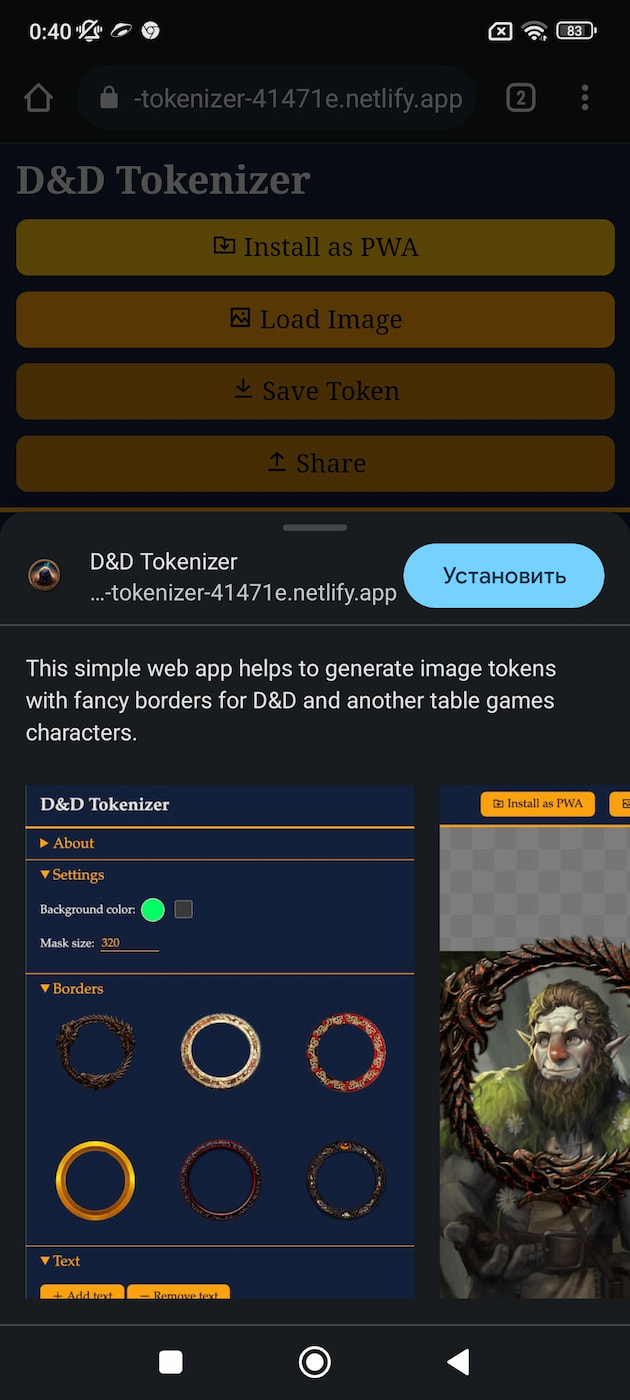 0:40
83
-tokenizer-41471e.netlify.app
2
D&D Tokenizer
Install as PWA
Load Image
Save Token
Share
D&D Tokenizer
...-tokenizer-41471e.netlify.app
Установить
This simple web app helps to generate image tokens
with fancy borders for D&D and another table games
characters.
D&D Tokenizer
About
Settings
Background color:
Mask size: 320
Borders
Text
+ Add text
− Remove text
Install as PWA